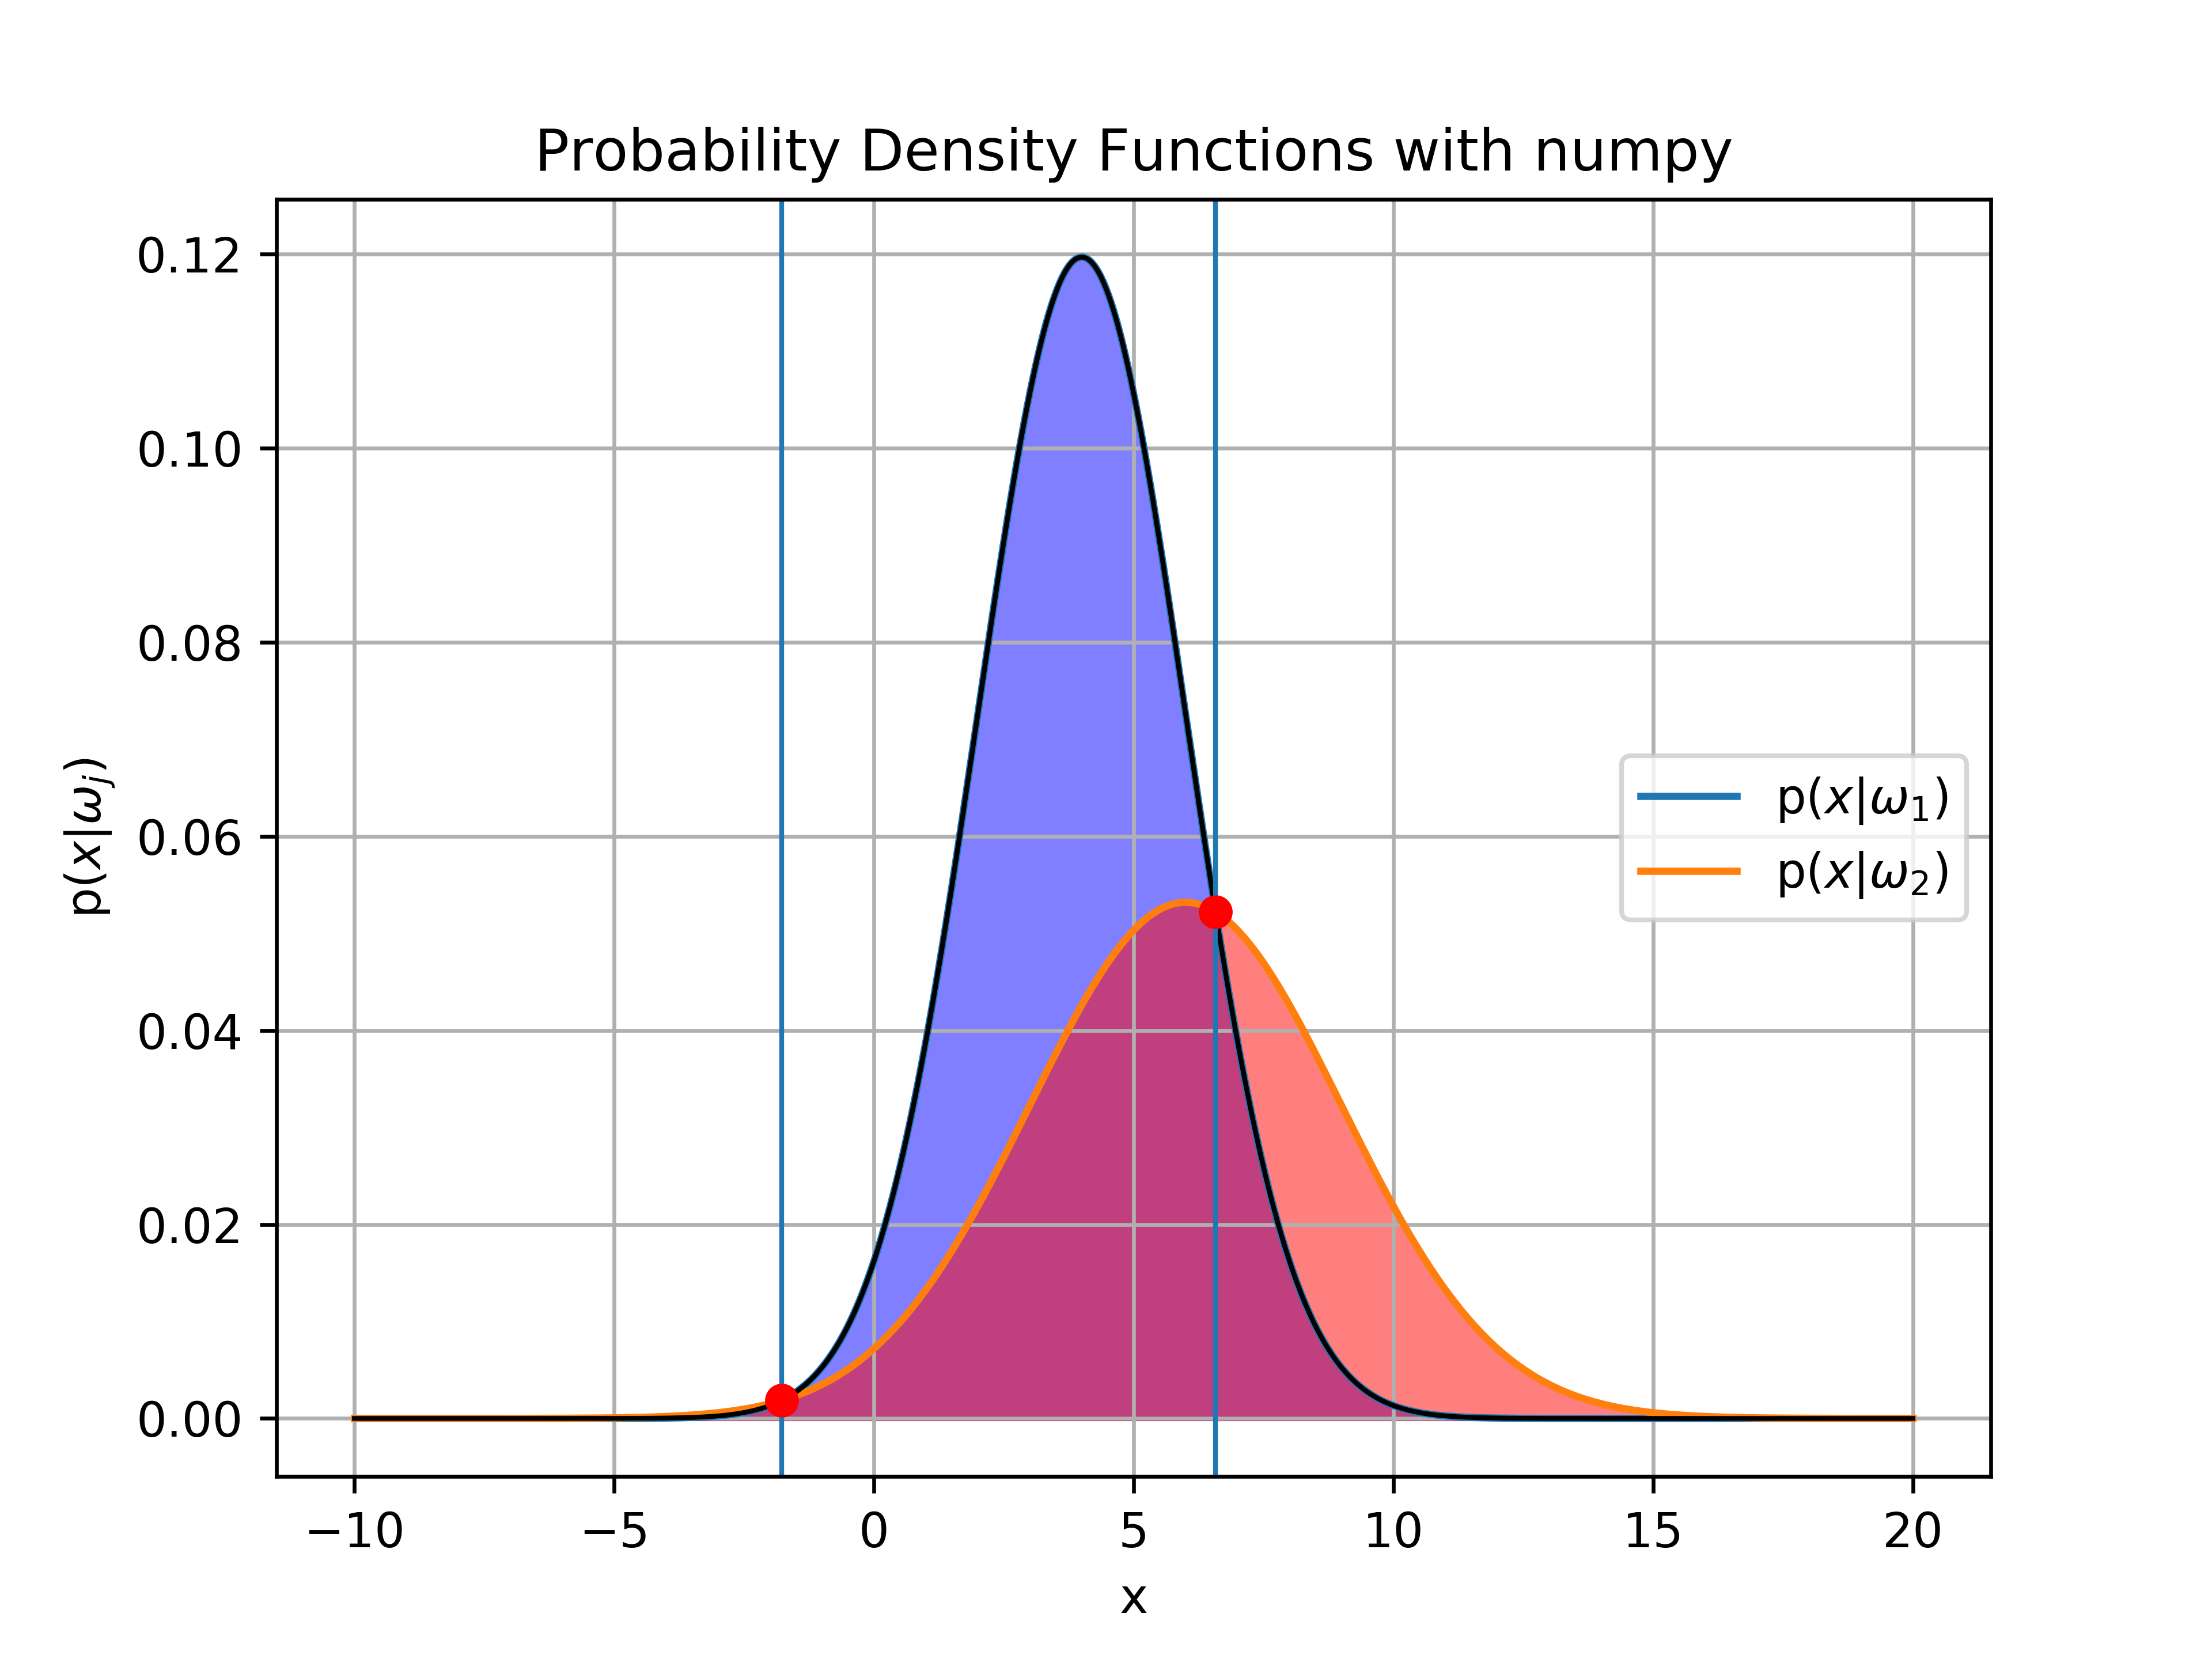 Probability Density Functions with numpy
0.12
0.10
0.08
0.06
0.04
0.02
0.00
p(x|ω₁)
p(x|ω₂)
p(x|ωⱼ)
−10 −5 0 5 10 15 20
x